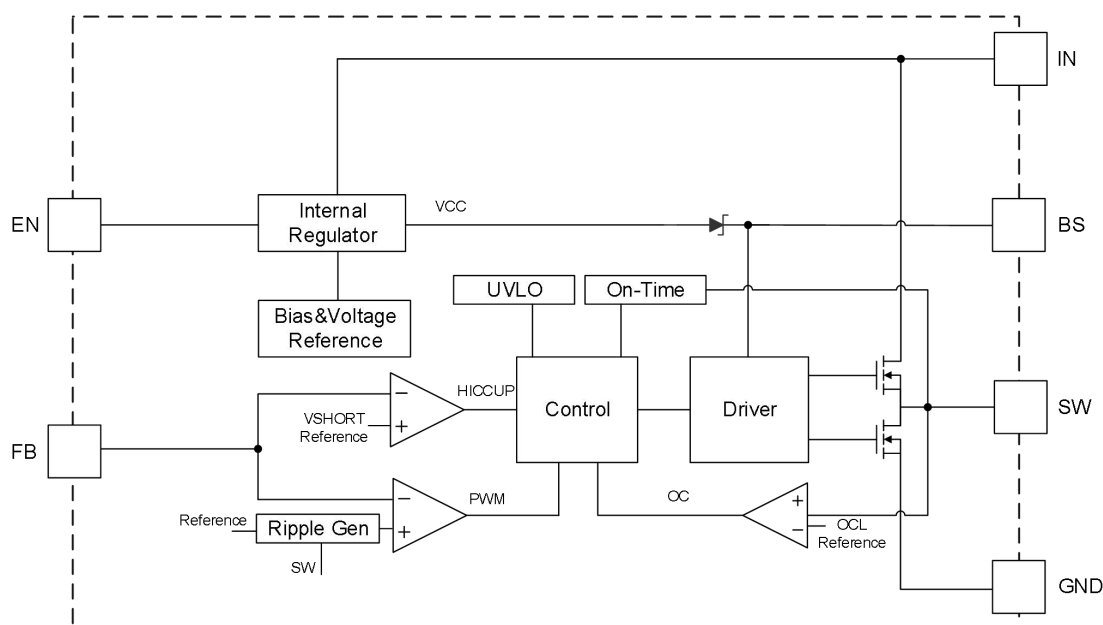 IN
EN
Internal
Regulator
VCC
BS
UVLO
On-Time
Bias&Voltage
Reference
HICCUP
VSHORT
Reference
+
−
Control
Driver
SW
FB
PWM
OC
Reference
Ripple Gen
−
+
SW
+
−
OCL
Reference
GND